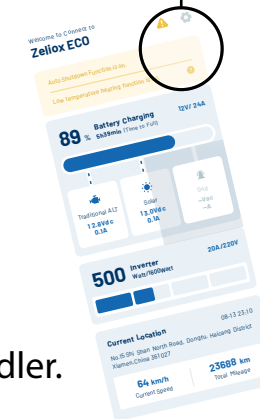 Welcome to Connect to
Zeliox ECO
Auto Shutdown Function is on.
Low Temperature Heating Function is on.
Battery Charging
12V/ 24A
89 %
5h39min (Time to Full)
Traditional ALT
12.8Vdc
0.1A
Solar
13.0Vdc
0.1A
Grid
--Vac
--A
Inverter
20A/220V
500
Watt/1600Watt
Current Location
08-13 23:10
No.15 Shi Shan North Road, Dongfu, Haicang District
Xiamen,China 361027
64 km/h
Current Speed
23688 km
Total Mileage
dler.